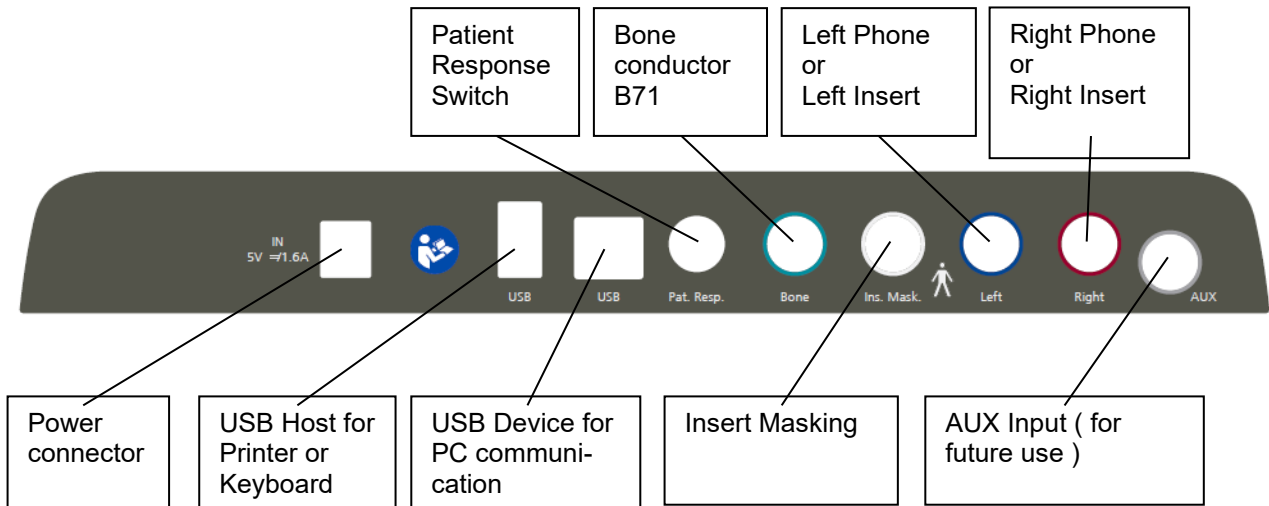 Patient
Response
Switch
Bone
conductor
B71
Left Phone
or
Left Insert
Right Phone
or
Right Insert
IN
5V ⎓/1.6A
USB
USB
Pat. Resp.
Bone
Ins. Mask.
Left
Right
AUX
Power
connector
USB Host for
Printer or
Keyboard
USB Device for
PC communi-
cation
Insert Masking
AUX Input ( for
future use )